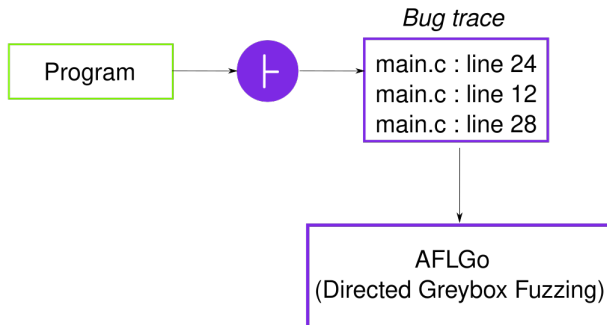 Bug trace
Program
⊢
main.c : line 24
main.c : line 12
main.c : line 28
AFLGo
(Directed Greybox Fuzzing)